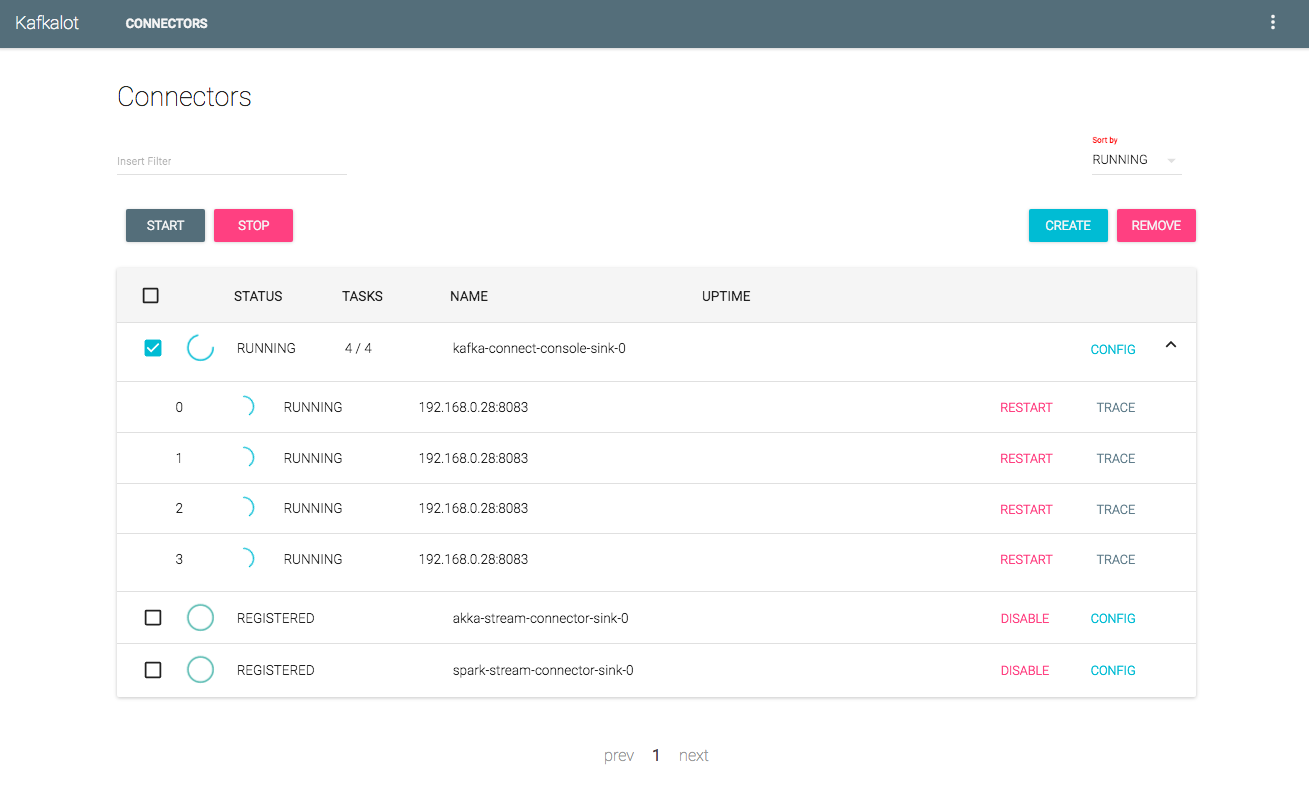 Kafkalot CONNECTORS
Connectors
Sort by
Insert Filter RUNNING
START STOP CREATE REMOVE
STATUS TASKS NAME UPTIME
RUNNING 4 / 4 kafka-connect-console-sink-0 CONFIG
0 RUNNING 192.168.0.28:8083 RESTART TRACE
1 RUNNING 192.168.0.28:8083 RESTART TRACE
2 RUNNING 192.168.0.28:8083 RESTART TRACE
3 RUNNING 192.168.0.28:8083 RESTART TRACE
REGISTERED akka-stream-connector-sink-0 DISABLE CONFIG
REGISTERED spark-stream-connector-sink-0 DISABLE CONFIG
prev 1 next